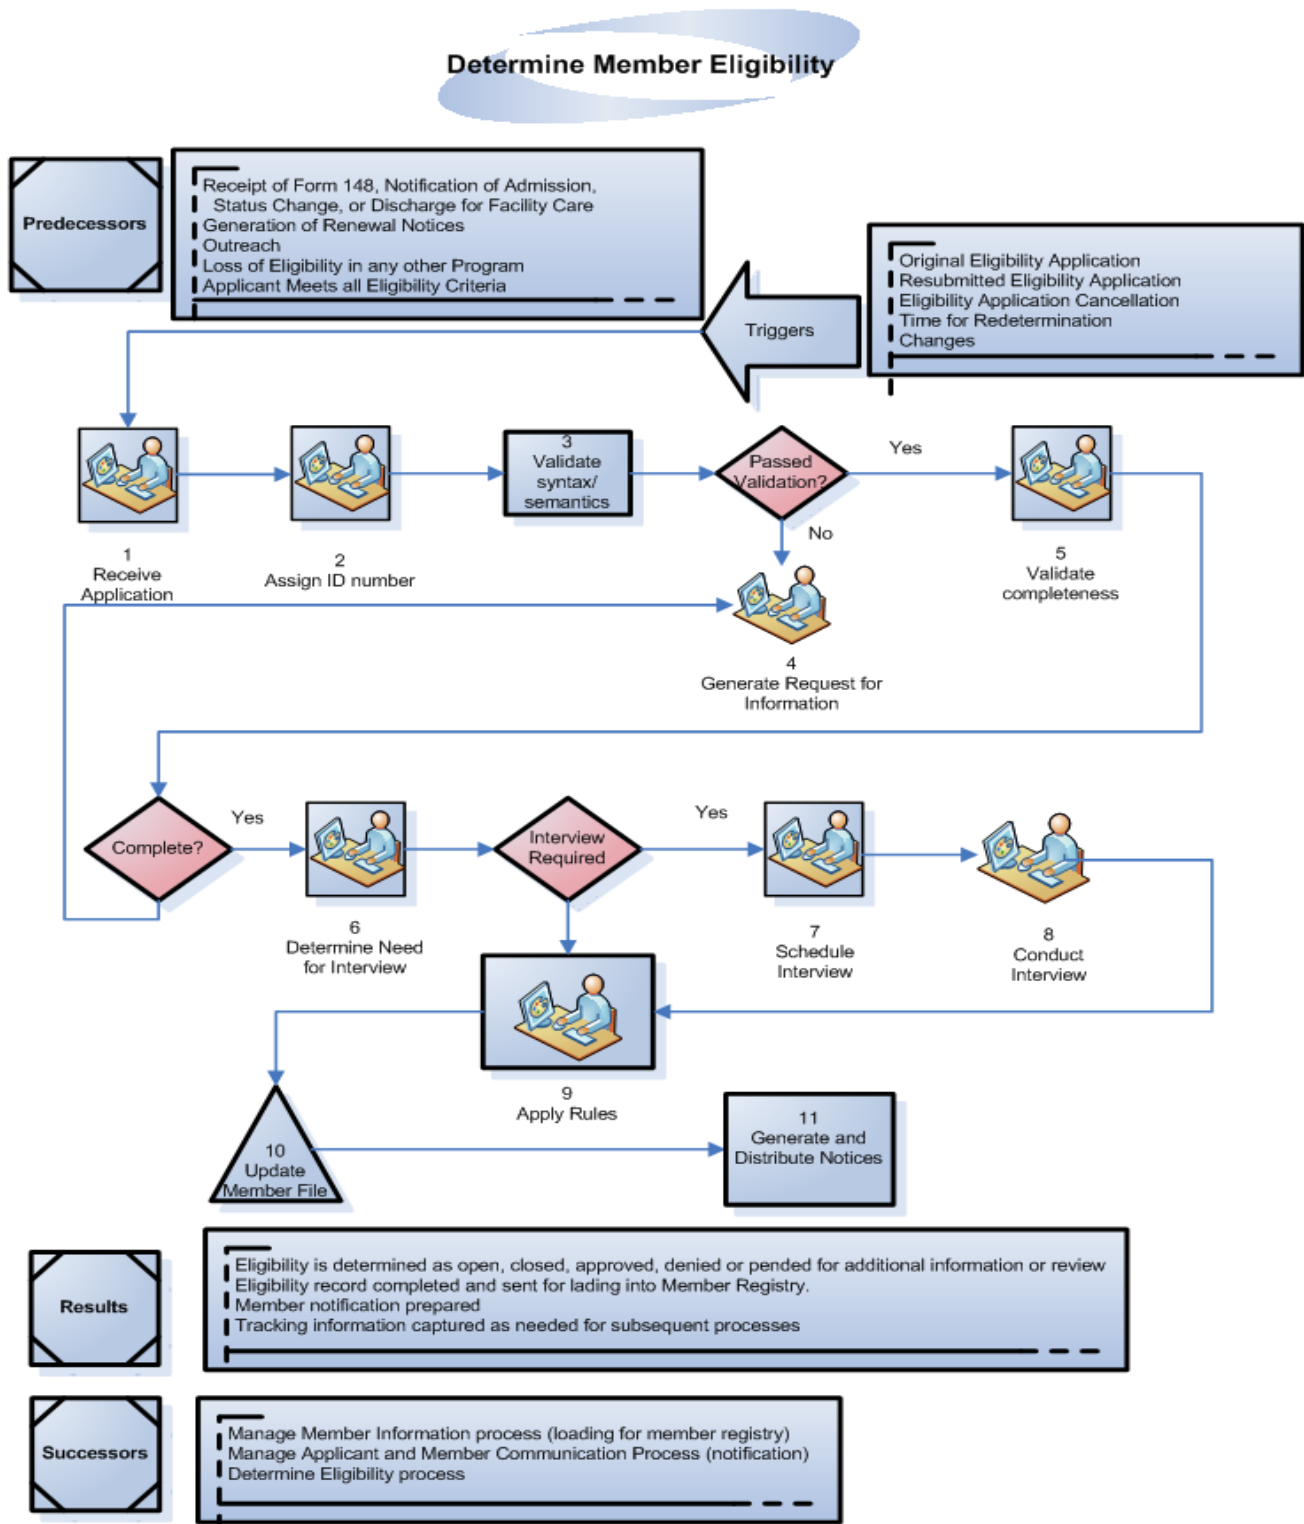 Determine Member Eligibility
Predecessors
Receipt of Form 148, Notification of Admission,
Status Change, or Discharge for Facility Care
Generation of Renewal Notices
Outreach
Loss of Eligibility in any other Program
Applicant Meets all Eligibility Criteria
Triggers
Original Eligibility Application
Resubmitted Eligibility Application
Eligibility Application Cancellation
Time for Redetermination
Changes
1
Receive
Application
2
Assign ID number
3
Validate
syntax/
semantics
Passed
Validation?
Yes
No
4
Generate Request for
Information
5
Validate
completeness
Complete?
Yes
6
Determine Need
for Interview
Interview
Required
Yes
7
Schedule
Interview
8
Conduct
Interview
9
Apply Rules
10
Update
Member File
11
Generate and
Distribute Notices
Results
Eligibility is determined as open, closed, approved, denied or pended for additional information or review
Eligibility record completed and sent for lading into Member Registry.
Member notification prepared
Tracking information captured as needed for subsequent processes
Successors
Manage Member Information process (loading for member registry)
Manage Applicant and Member Communication Process (notification)
Determine Eligibility process